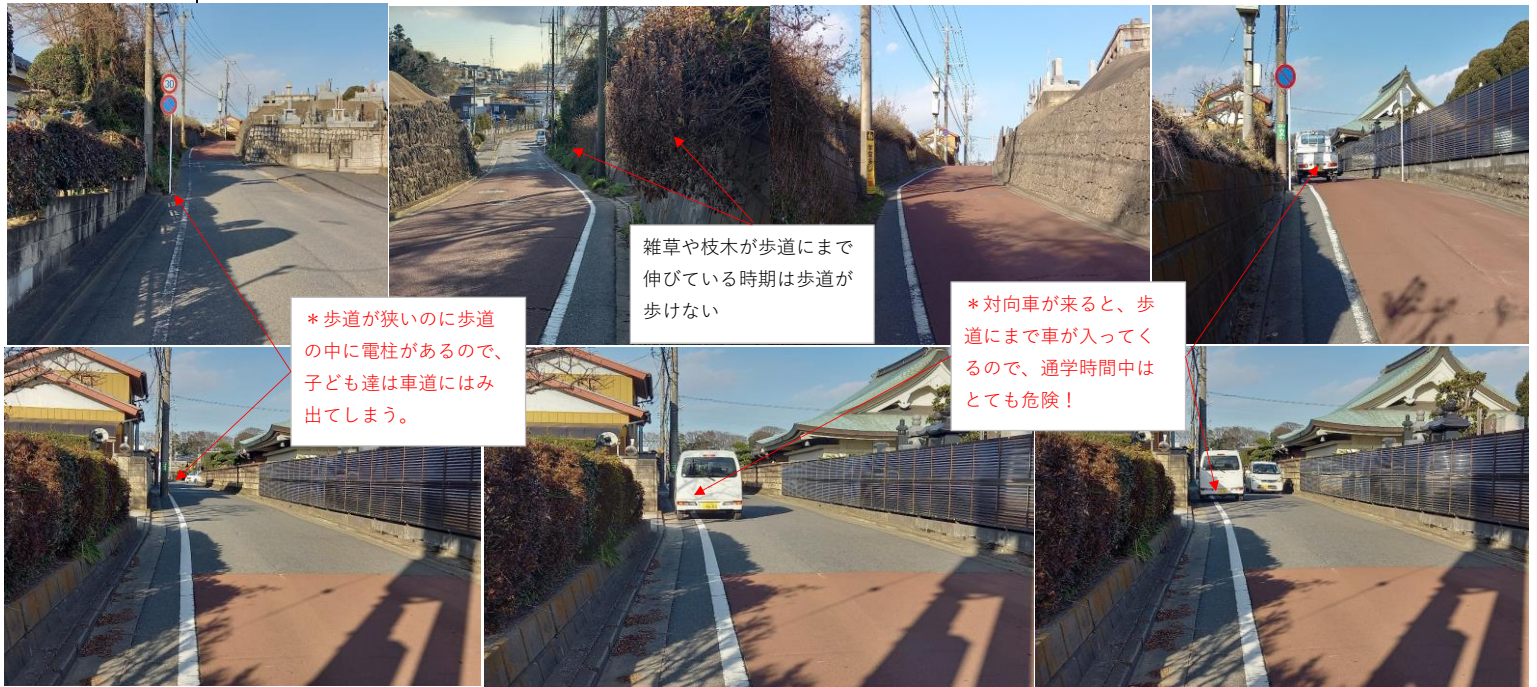 30
雑草や枝木が歩道にまで
伸びている時期は歩道が
歩けない
＊歩道が狭いのに歩道
の中に電柱があるので、
子ども達は車道にはみ
出てしまう。
＊対向車が来ると、歩
道にまで車が入ってく
るので、通学時間中は
とても危険！